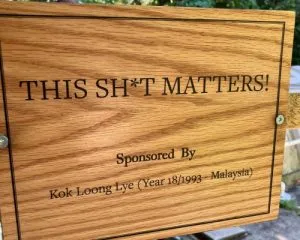 THIS SH*T MATTERS!
Sponsored By
Kok Loong Lye (Year 18/1993 - Malaysia)